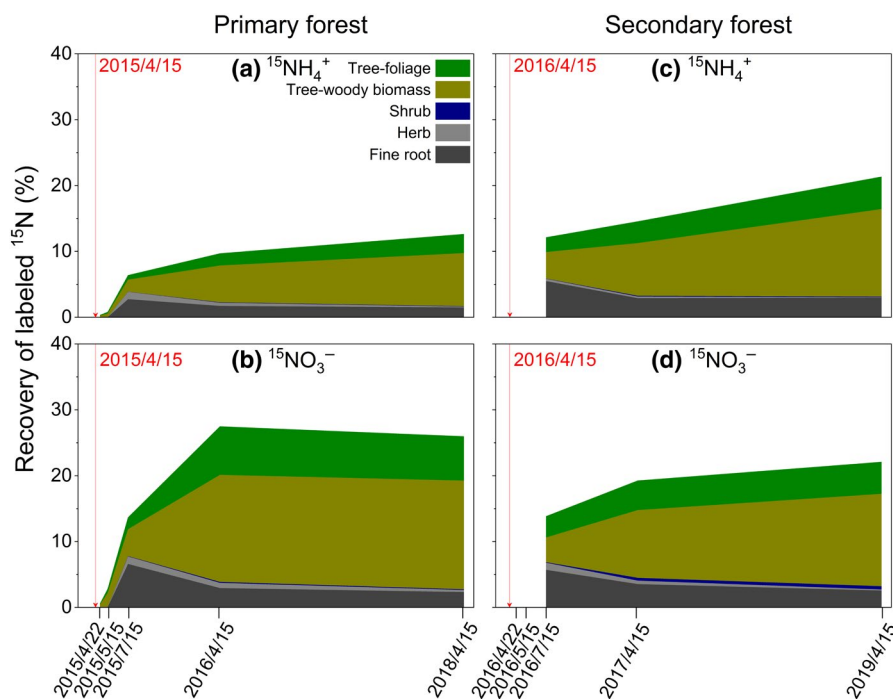 Primary forest
Secondary forest
Recovery of labeled ¹⁵N (%)
40
30
20
10
0
2015/4/15
(a) ¹⁵NH₄⁺
Tree-foliage
Tree-woody biomass
Shrub
Herb
Fine root
2016/4/15
(c) ¹⁵NH₄⁺
40
30
20
10
0
2015/4/15
(b) ¹⁵NO₃⁻
2016/4/15
(d) ¹⁵NO₃⁻
2015/4/22
2015/5/15
2015/7/15
2016/4/15
2018/4/15
2016/4/22
2016/5/15
2016/7/15
2017/4/15
2019/4/15